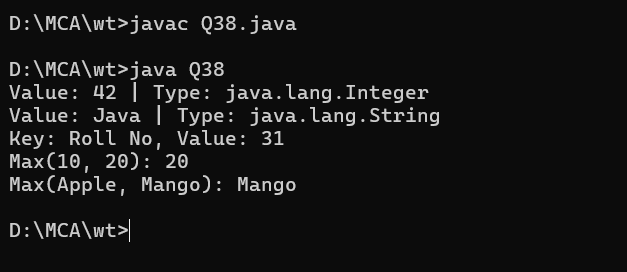 D:\MCA\wt>javac Q38.java
D:\MCA\wt>java Q38
Value: 42 | Type: java.lang.Integer
Value: Java | Type: java.lang.String
Key: Roll No, Value: 31
Max(10, 20): 20
Max(Apple, Mango): Mango
D:\MCA\wt>